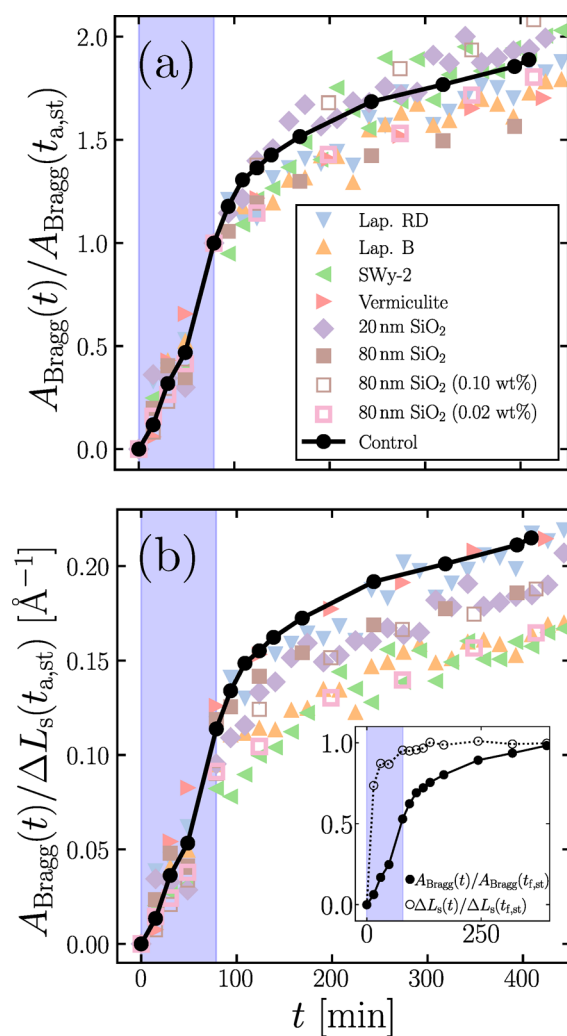 (a)
A_Bragg(t)/A_Bragg(t_a,st)
2.0
1.5
1.0
0.5
0.0
Lap. RD
Lap. B
SWy-2
Vermiculite
20 nm SiO₂
80 nm SiO₂
80 nm SiO₂ (0.10 wt%)
80 nm SiO₂ (0.02 wt%)
Control
(b)
A_Bragg(t)/ΔL_s(t_a,st) [Å⁻¹]
0.20
0.15
0.10
0.05
0.00
1.0
0.5
0.0
A_Bragg(t)/A_Bragg(t_f,st)
ΔL_s(t)/ΔL_s(t_f,st)
0 250
0 100 200 300 400
t [min]